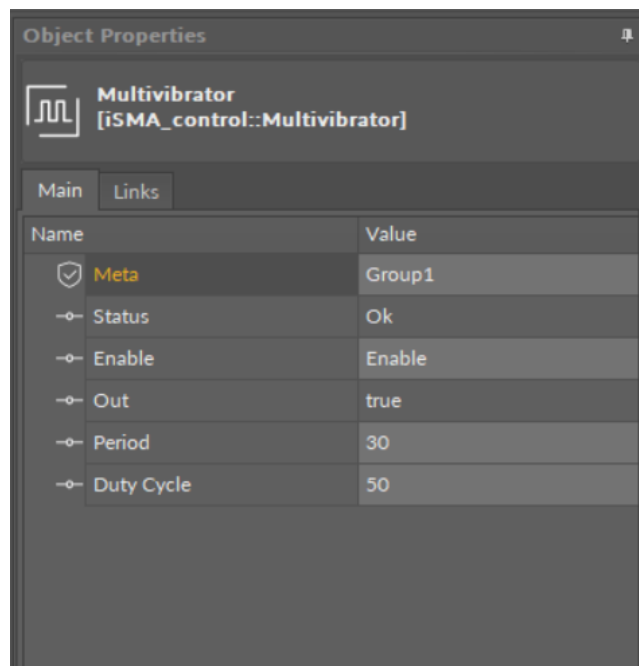 Object Properties
Multivibrator
[iSMA_control::Multivibrator]
Main Links
Name Value
Meta Group1
Status Ok
Enable Enable
Out true
Period 30
Duty Cycle 50